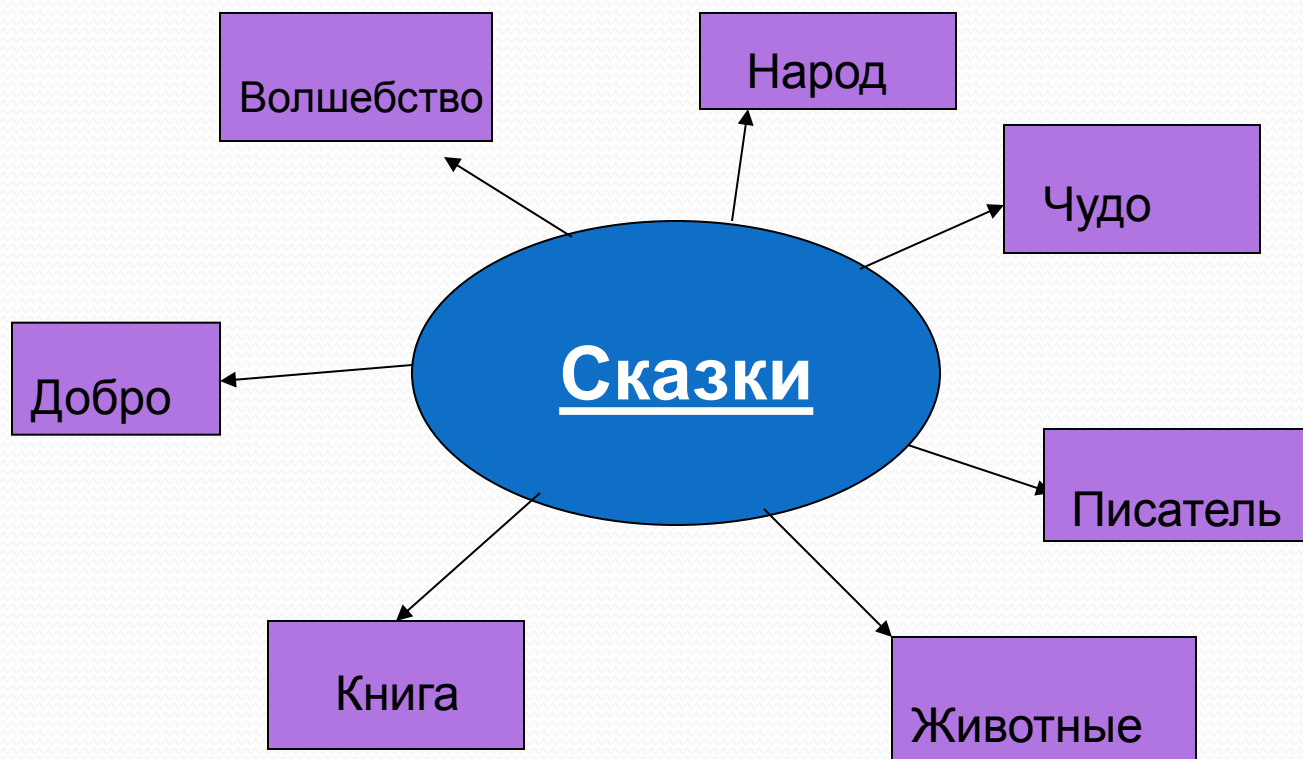 Народ
Волшебство
Чудо
Сказки
Добро
Писатель
Книга
Животные